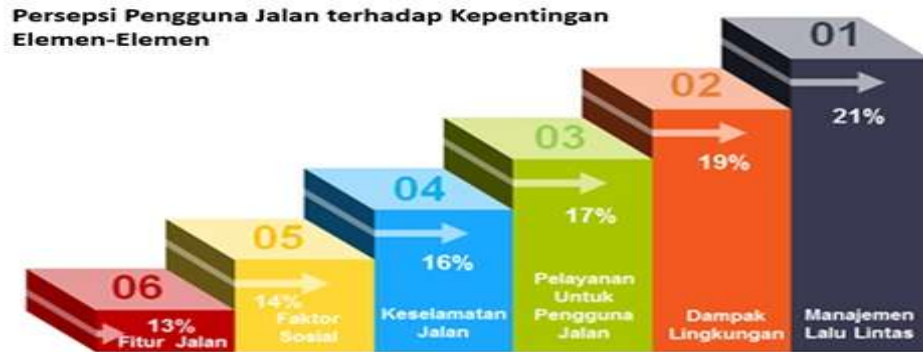 Persepsi Pengguna Jalan terhadap Kepentingan
Elemen-Elemen
06
13%
Fitur Jalan
05
14%
Faktor
Sosial
04
16%
Keselamatan
Jalan
03
17%
Pelayanan
Untuk
Pengguna
Jalan
02
19%
Dampak
Lingkungan
01
21%
Manajemen
Lalu Lintas